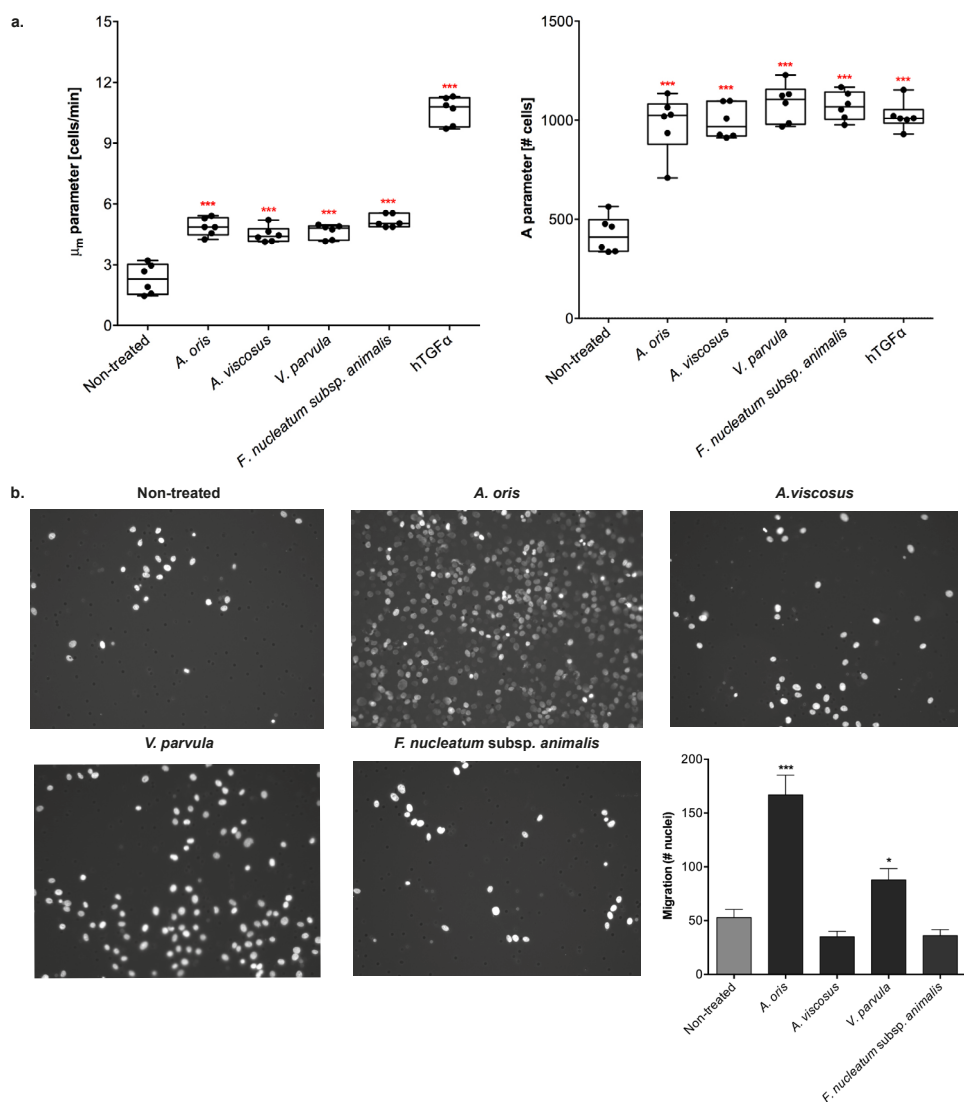 a.
μm parameter [cells/min]
15
12
9
6
3
0
***
***
***
***
***
Non-treated
A. oris
A. viscosus
V. parvula
F. nucleatum subsp. animalis
hTGFα
A parameter [# cells]
1500
1000
500
0
***
***
***
***
***
Non-treated
A. oris
A. viscosus
V. parvula
F. nucleatum subsp. animalis
hTGFα
b.
Non-treated
A. oris
A.viscosus
V. parvula
F. nucleatum subsp. animalis
Migration (# nuclei)
200
150
100
50
0
***
*
Non-treated
A. oris
A. viscosus
V. parvula
F. nucleatum subsp. animalis